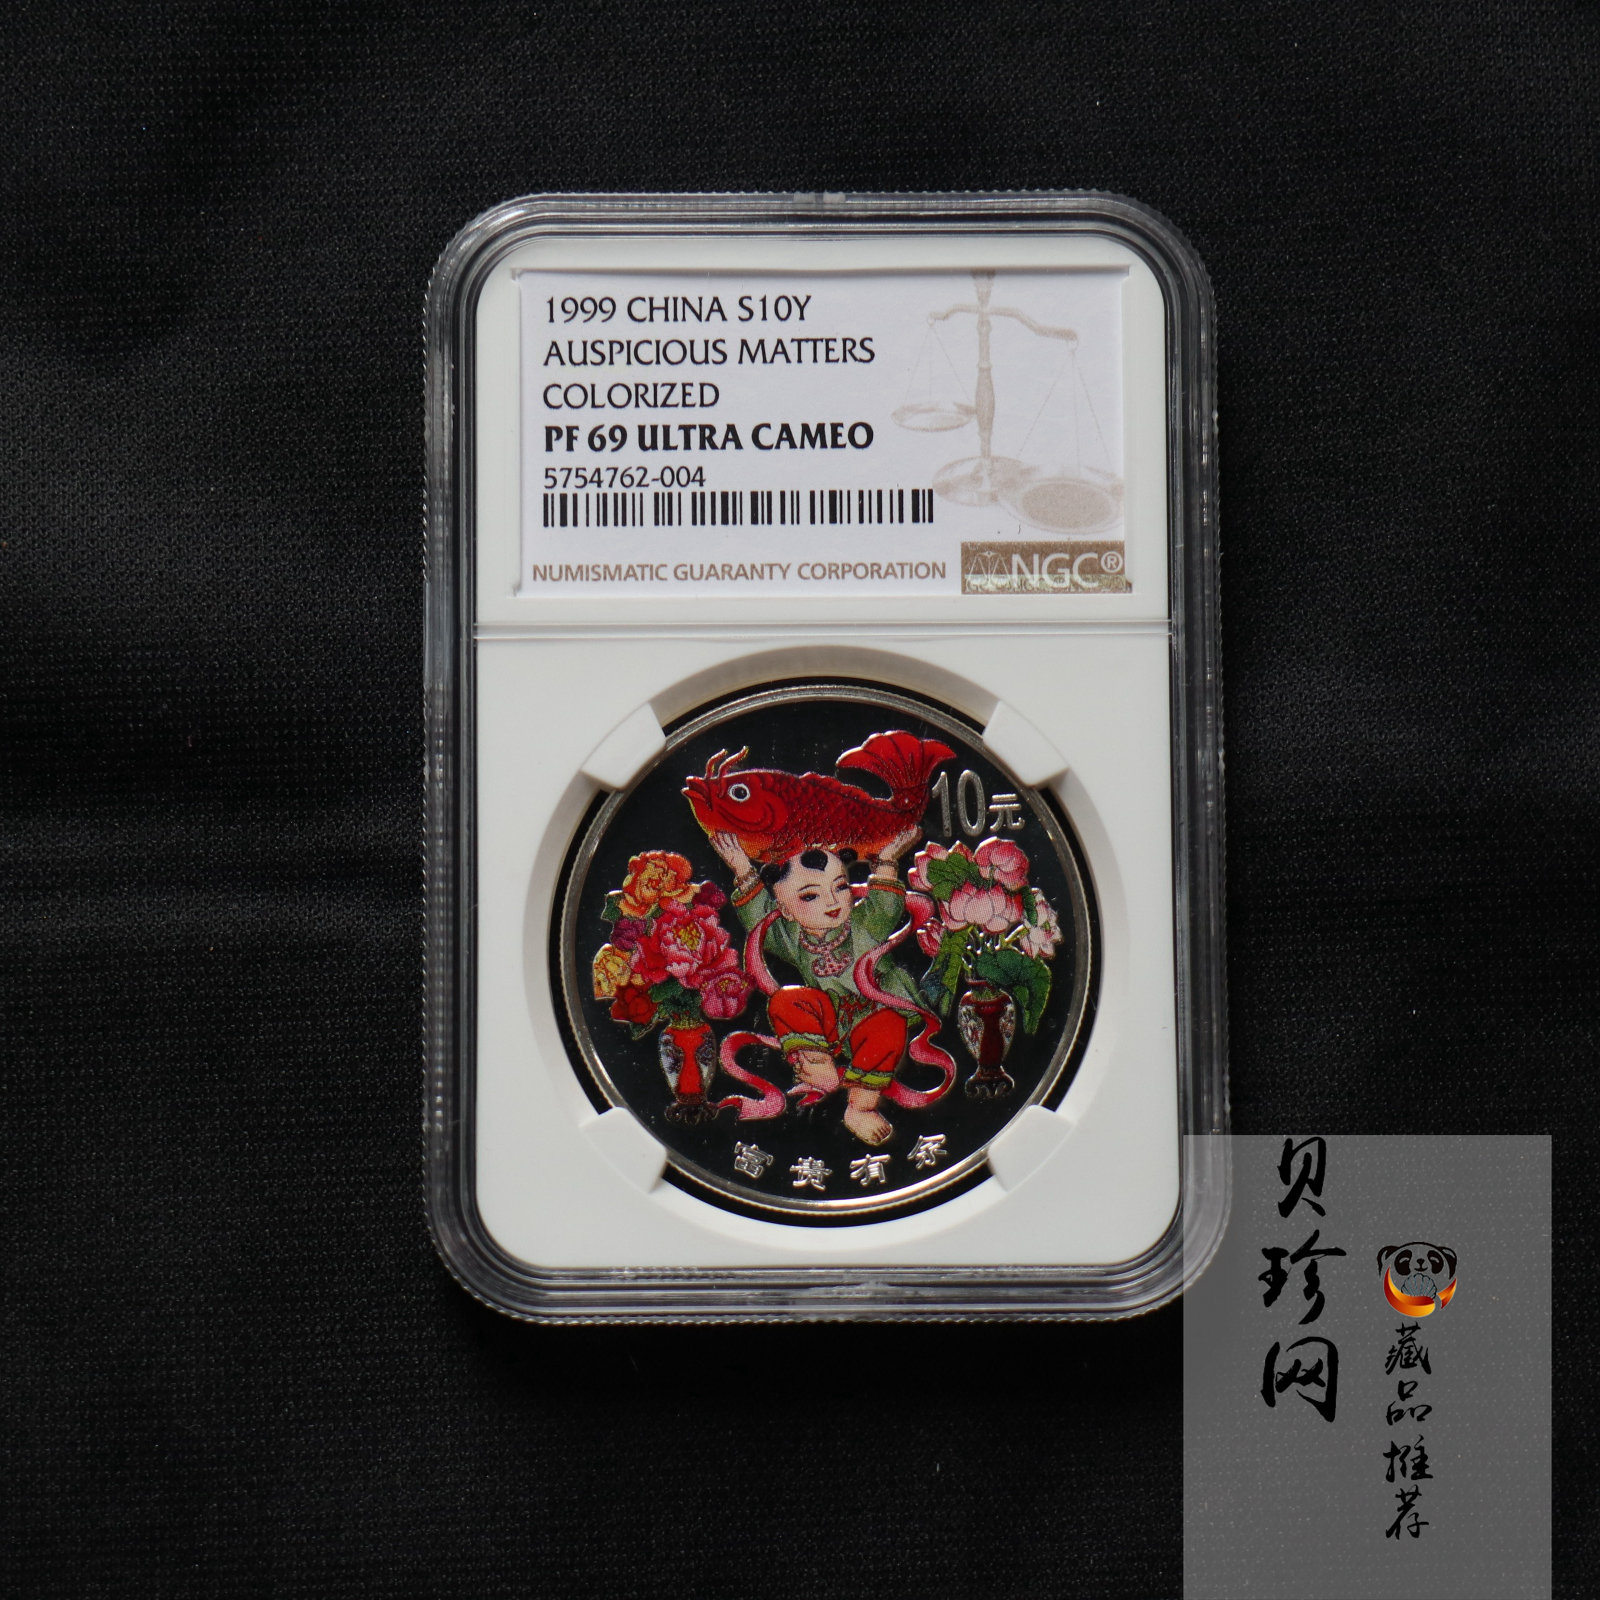 1999 CHINA S10Y
AUSPICIOUS MATTERS
COLORIZED
PF 69 ULTRA CAMEO
5754762-004
NUMISMATIC GUARANTY CORPORATION
NGC®
10元
富贵有余
贝珍网
藏品推荐